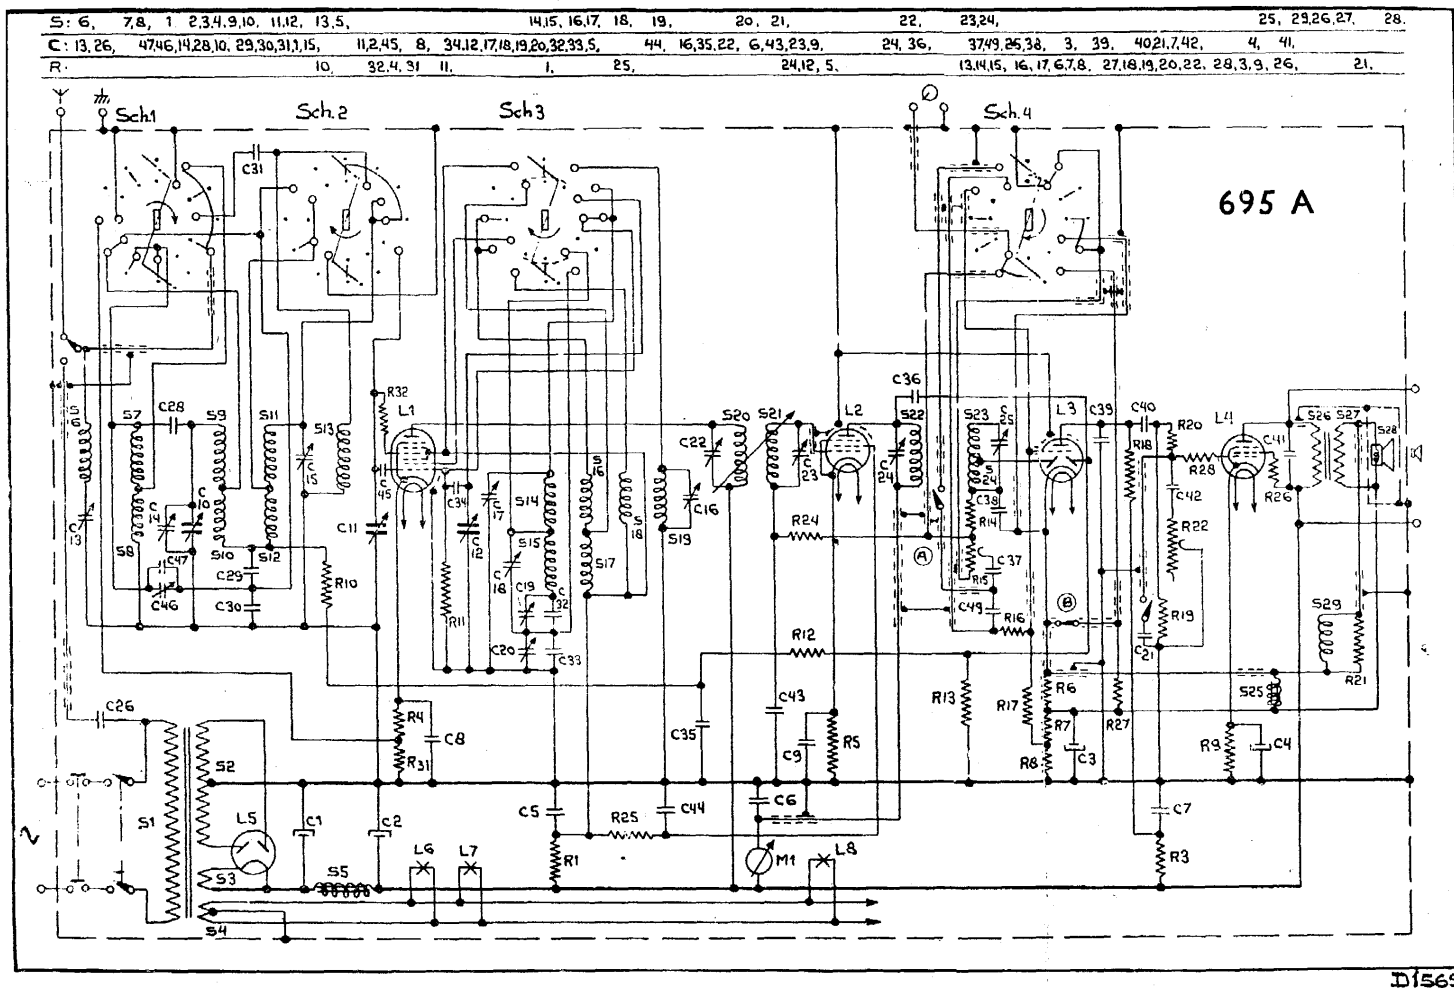 S: 6, 7,8, 1 2,3,4,9,10, 11,12, 13,5, 14,15, 16,17, 18, 19, 20, 21, 22, 23,24, 25, 29,26,27, 28.
C: 13,26, 47,46,14,28,10, 29,30,31,1,15, 11,2,45, 8, 34,12,17,18,19,20,32,33,5, 44, 16,35,22, 6,43,23,9, 24, 36, 37,49,25,38, 3, 39, 40,21,7,42, 4, 41,
R: 10, 32,4,31 11, 1, 25, 24,12, 5, 13,14,15, 16, 17, 6,7,8, 27,18,19,20,22, 28,3,9,26, 21,
Sch.1 Sch.2 Sch3 Sch.4
C31
695 A
R32 L1 C36
S6 S7 C28 S9 S11 S13 S20 S21 L2 S22 S23 C25 L3 C39 C40 R18 R20 L4 S26 S27 S28
C15 C45 C22 C23 C24 S24 R28 C41 R26
C13 C14 C10 C11 C34 C12 C17 S14 S16 S18 C16 C38 R14 C42
S8 S10 S12 S15 S19 R24 R22
C47 C29 R10 C18 S17 A R15 C37
C46 C30 R11 C19 C32 C49 B R19 S29
C20 C33 R12 R16 C21
R13 R17 R6 R27 S25 R21
C26 R4 C8 C35 C43 C9 R5 R7 C3 R9 C4
S2 R31 R8
S1 L5 C1 C2 C5 R25 C44 C6 C7
S3 S5 L6 L7 R1 M1 L8 R3
S4
2
D1569